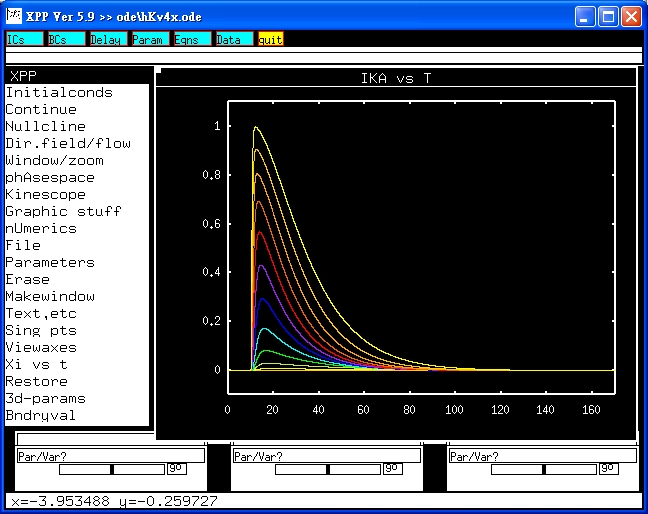 XPP Ver 5.9 >> ode\hKv4x.ode
ICs BCs Delay Param Eqns Data quit
XPP
Initialconds
Continue
Nullcline
Dir.field/flow
Window/zoom
phAsespace
Kinescope
Graphic stuff
nUmerics
File
Parameters
Erase
Makewindow
Text,etc
Sing pts
Viewaxes
Xi vs t
Restore
3d-params
Bndryval
IKA vs T
1
0.8
0.6
0.4
0.2
0
0 20 40 60 80 100 120 140 160
Par/Var? Par/Var? Par/Var?
go go go
x=-3.953488 y=-0.259727